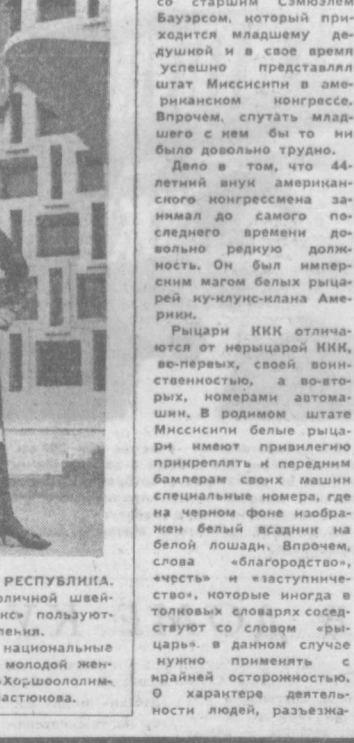 со старшим Сэмюэлем
Бауэрсом, который при-
ходится младшему де-
душкой и в свое время
успешно представлял
штат Миссисипи в аме-
риканском конгрессе.
Впрочем, спутать млад-
шего с кем бы то ни
было довольно трудно.
Дело в том, что 44-
летний внук американ-
ского конгрессмена за-
нимал до самого по-
следнего времени до-
вольно редкую долж-
ность. Он был импер-
ским магом белых рыца-
рей ку-клукс-клана Аме-
рики.
Рыцари ККК отлича-
ются от нерыцарей ККК,
во-первых, своей воин-
ственностью, а во-вто-
рых, номерами автома-
шин. В родимом штате
Миссисипи белые рыца-
ри имеют привилегию
прикреплять к передним
бамперам своих машин
специальные номера, где
на черном фоне изобра-
жен белый всадник на
белой лошади. Впрочем,
слова «благородство»,
«честь» и «заступниче-
ство», которые иногда в
толковых словарях сосед-
ствуют со словом «ры-
царь», в данном случае
нужно применять с
крайней осторожностью.
О характере деятель-
ности людей, разъезжа-
РЕСПУБЛИКА.
оличной швей-
кс» пользуют-
ления.
национальные
молодой жен-
Хоршоололим-
астюкова.